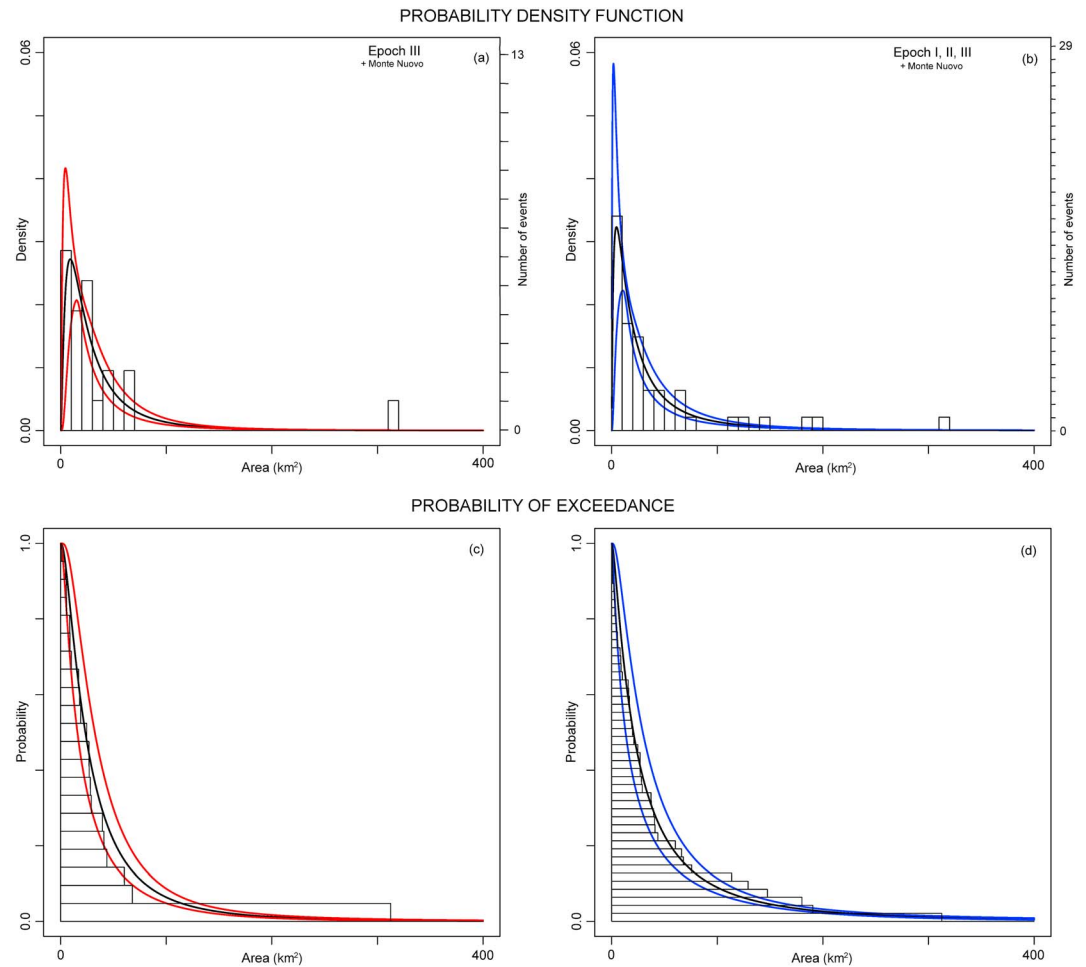 PROBABILITY DENSITY FUNCTION
Epoch III
+ Monte Nuovo
(a)
0.06
0.00
Density
13
0
Number of events
0
400
Area (km²)
Epoch I, II, III
+ Monte Nuovo
(b)
0.06
0.00
Density
29
0
Number of events
0
400
Area (km²)
PROBABILITY OF EXCEEDANCE
(c)
1.0
0.0
Probability
0
400
Area (km²)
(d)
1.0
0.0
Probability
0
400
Area (km²)